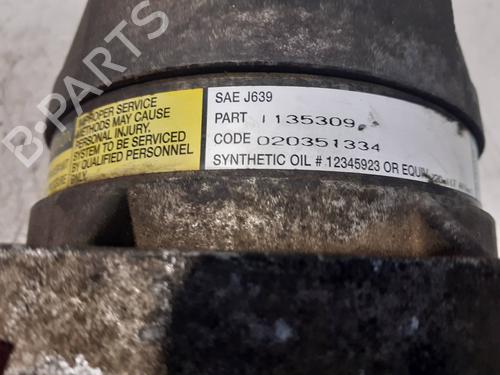 IMPROPER SERVICE
METHODS MAY CAUSE
PERSONAL INJURY.
SYSTEM TO BE SERVICED
BY QUALIFIED PERSONNEL
SAE J639
PART 1135309
CODE 020351334
SYNTHETIC OIL # 12345923 OR
B-PARTS